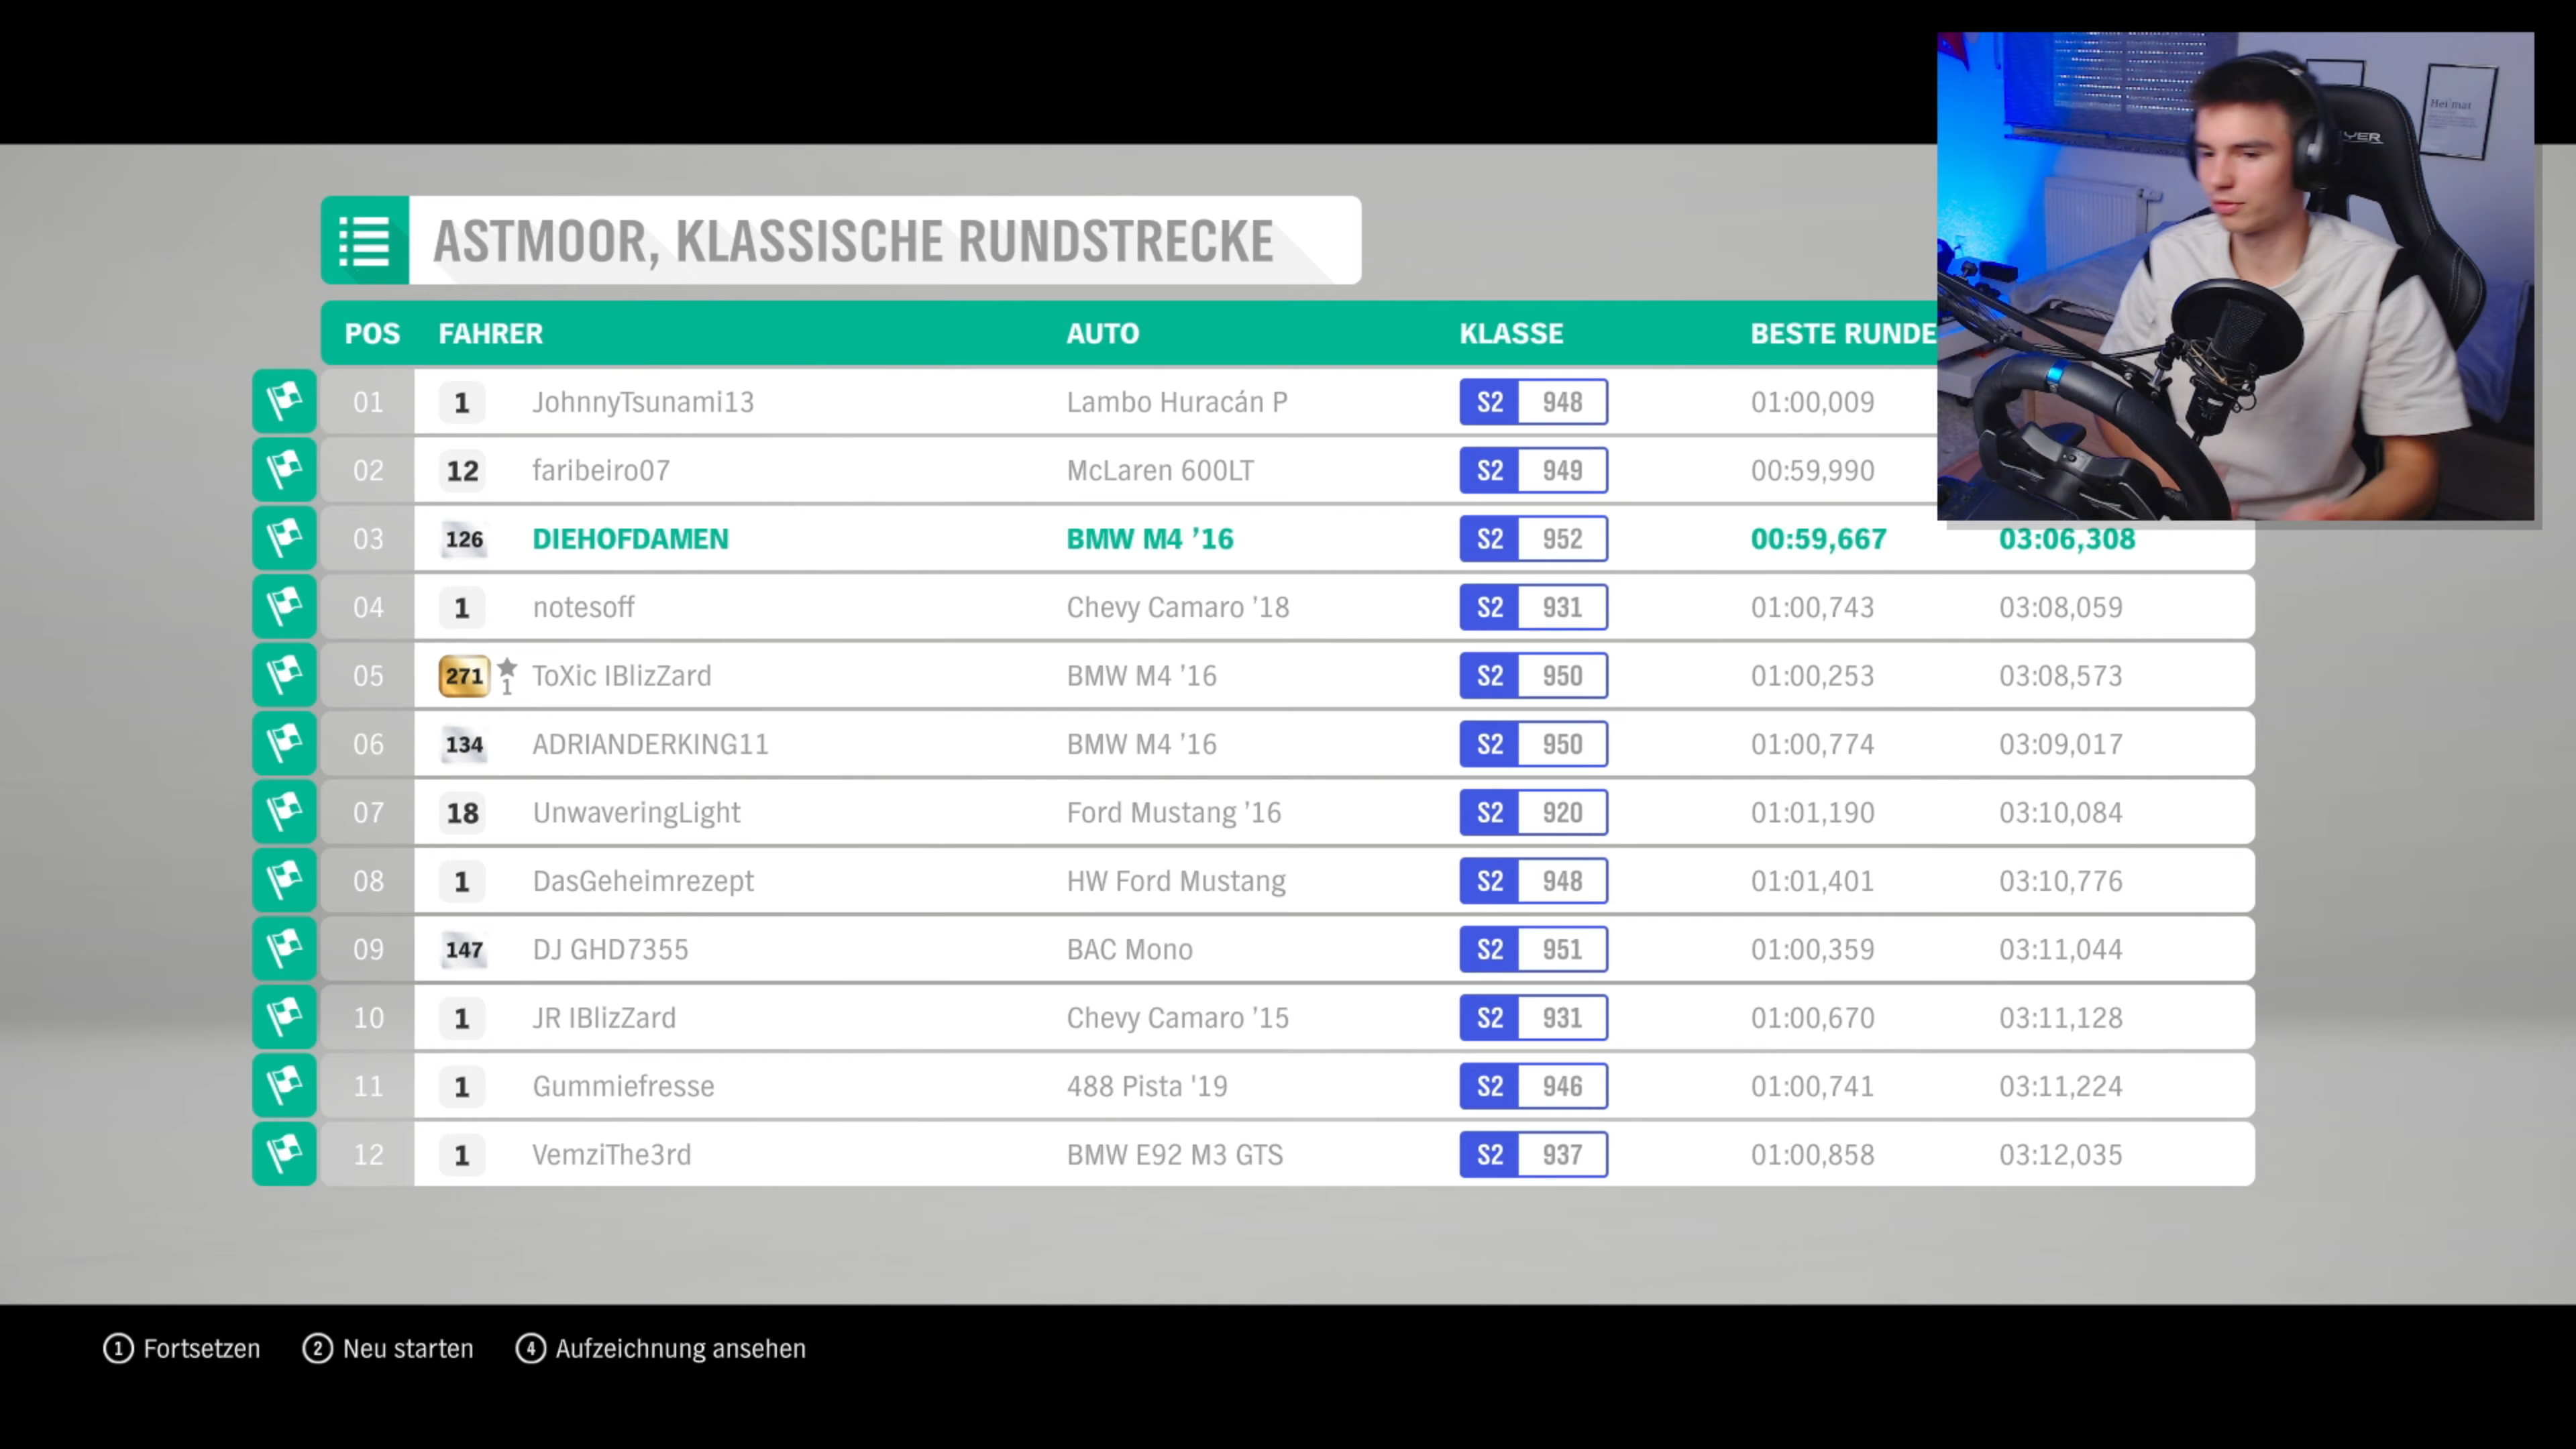 ASTMOOR, KLASSISCHE RUNDSTRECKE
POS FAHRER AUTO KLASSE BESTE RUNDE
01 1 JohnnyTsunami13 Lambo Huracán P S2 948 01:00,009
02 12 faribeiro07 McLaren 600LT S2 949 00:59,990
03 126 DIEHOFDAMEN BMW M4 ’16 S2 952 00:59,667 03:06,308
04 1 notesoff Chevy Camaro ’18 S2 931 01:00,743 03:08,059
05 271 1 ToXic IBlizZard BMW M4 ’16 S2 950 01:00,253 03:08,573
06 134 ADRIANDERKING11 BMW M4 ’16 S2 950 01:00,774 03:09,017
07 18 UnwaveringLight Ford Mustang ’16 S2 920 01:01,190 03:10,084
08 1 DasGeheimrezept HW Ford Mustang S2 948 01:01,401 03:10,776
09 147 DJ GHD7355 BAC Mono S2 951 01:00,359 03:11,044
10 1 JR IBlizZard Chevy Camaro ’15 S2 931 01:00,670 03:11,128
11 1 Gummiefresse 488 Pista '19 S2 946 01:00,741 03:11,224
12 1 VemziThe3rd BMW E92 M3 GTS S2 937 01:00,858 03:12,035
1 Fortsetzen 2 Neu starten 4 Aufzeichnung ansehen
Heimat